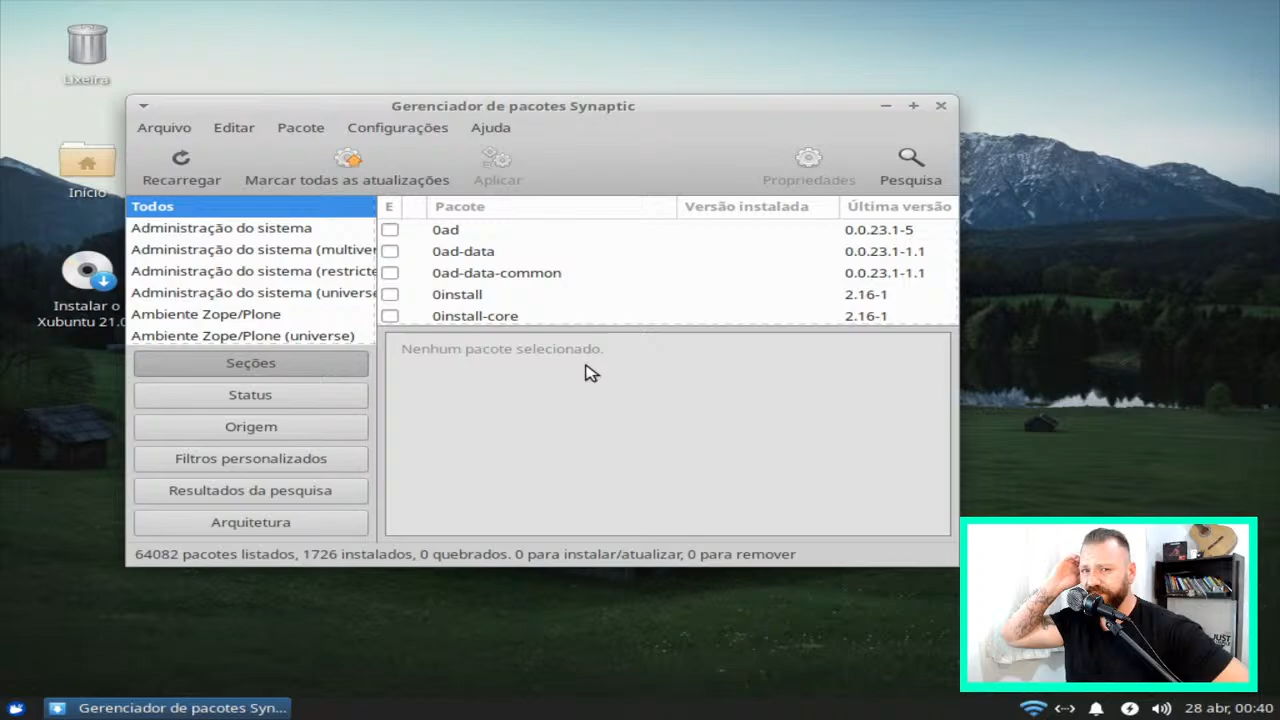 Lixeira
Início
Instalar o
Xubuntu 21.0
Gerenciador de pacotes Synaptic
Arquivo Editar Pacote Configurações Ajuda
Recarregar Marcar todas as atualizações Aplicar Propriedades Pesquisa
Todos
Administração do sistema
Administração do sistema (multiver
Administração do sistema (restricte
Administração do sistema (universe
Ambiente Zope/Plone
Ambiente Zope/Plone (universe)
Seções
Status
Origem
Filtros personalizados
Resultados da pesquisa
Arquitetura
E Pacote Versão instalada Última versão
0ad 0.0.23.1-5
0ad-data 0.0.23.1-1.1
0ad-data-common 0.0.23.1-1.1
0install 2.16-1
0install-core 2.16-1
Nenhum pacote selecionado.
64082 pacotes listados, 1726 instalados, 0 quebrados. 0 para instalar/atualizar, 0 para remover
JUST
Gerenciador de pacotes Syn...
28 abr, 00:40